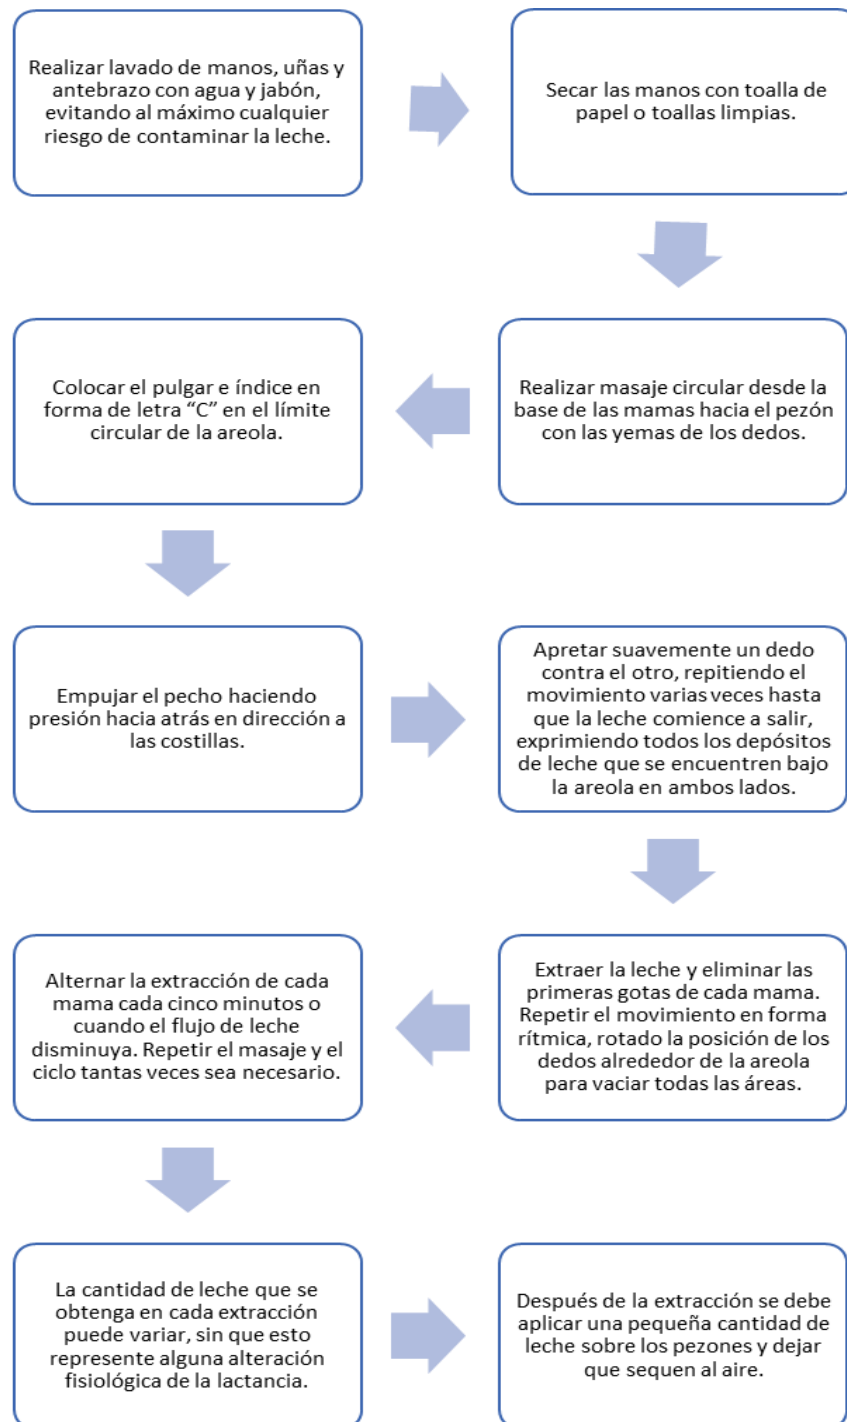 Realizar lavado de manos, uñas y
antebrazo con agua y jabón,
evitando al máximo cualquier
riesgo de contaminar la leche.
Secar las manos con toalla de
papel o toallas limpias.
Realizar masaje circular desde la
base de las mamas hacia el pezón
con las yemas de los dedos.
Colocar el pulgar e índice en
forma de letra “C” en el límite
circular de la areola.
Empujar el pecho haciendo
presión hacia atrás en dirección a
las costillas.
Apretar suavemente un dedo
contra el otro, repitiendo el
movimiento varias veces hasta
que la leche comience a salir,
exprimiendo todos los depósitos
de leche que se encuentren bajo
la areola en ambos lados.
Extraer la leche y eliminar las
primeras gotas de cada mama.
Repetir el movimiento en forma
rítmica, rotado la posición de los
dedos alrededor de la areola
para vaciar todas las áreas.
Alternar la extracción de cada
mama cada cinco minutos o
cuando el flujo de leche
disminuya. Repetir el masaje y el
ciclo tantas veces sea necesario.
La cantidad de leche que se
obtenga en cada extracción
puede variar, sin que esto
represente alguna alteración
fisiológica de la lactancia.
Después de la extracción se debe
aplicar una pequeña cantidad de
leche sobre los pezones y dejar
que sequen al aire.